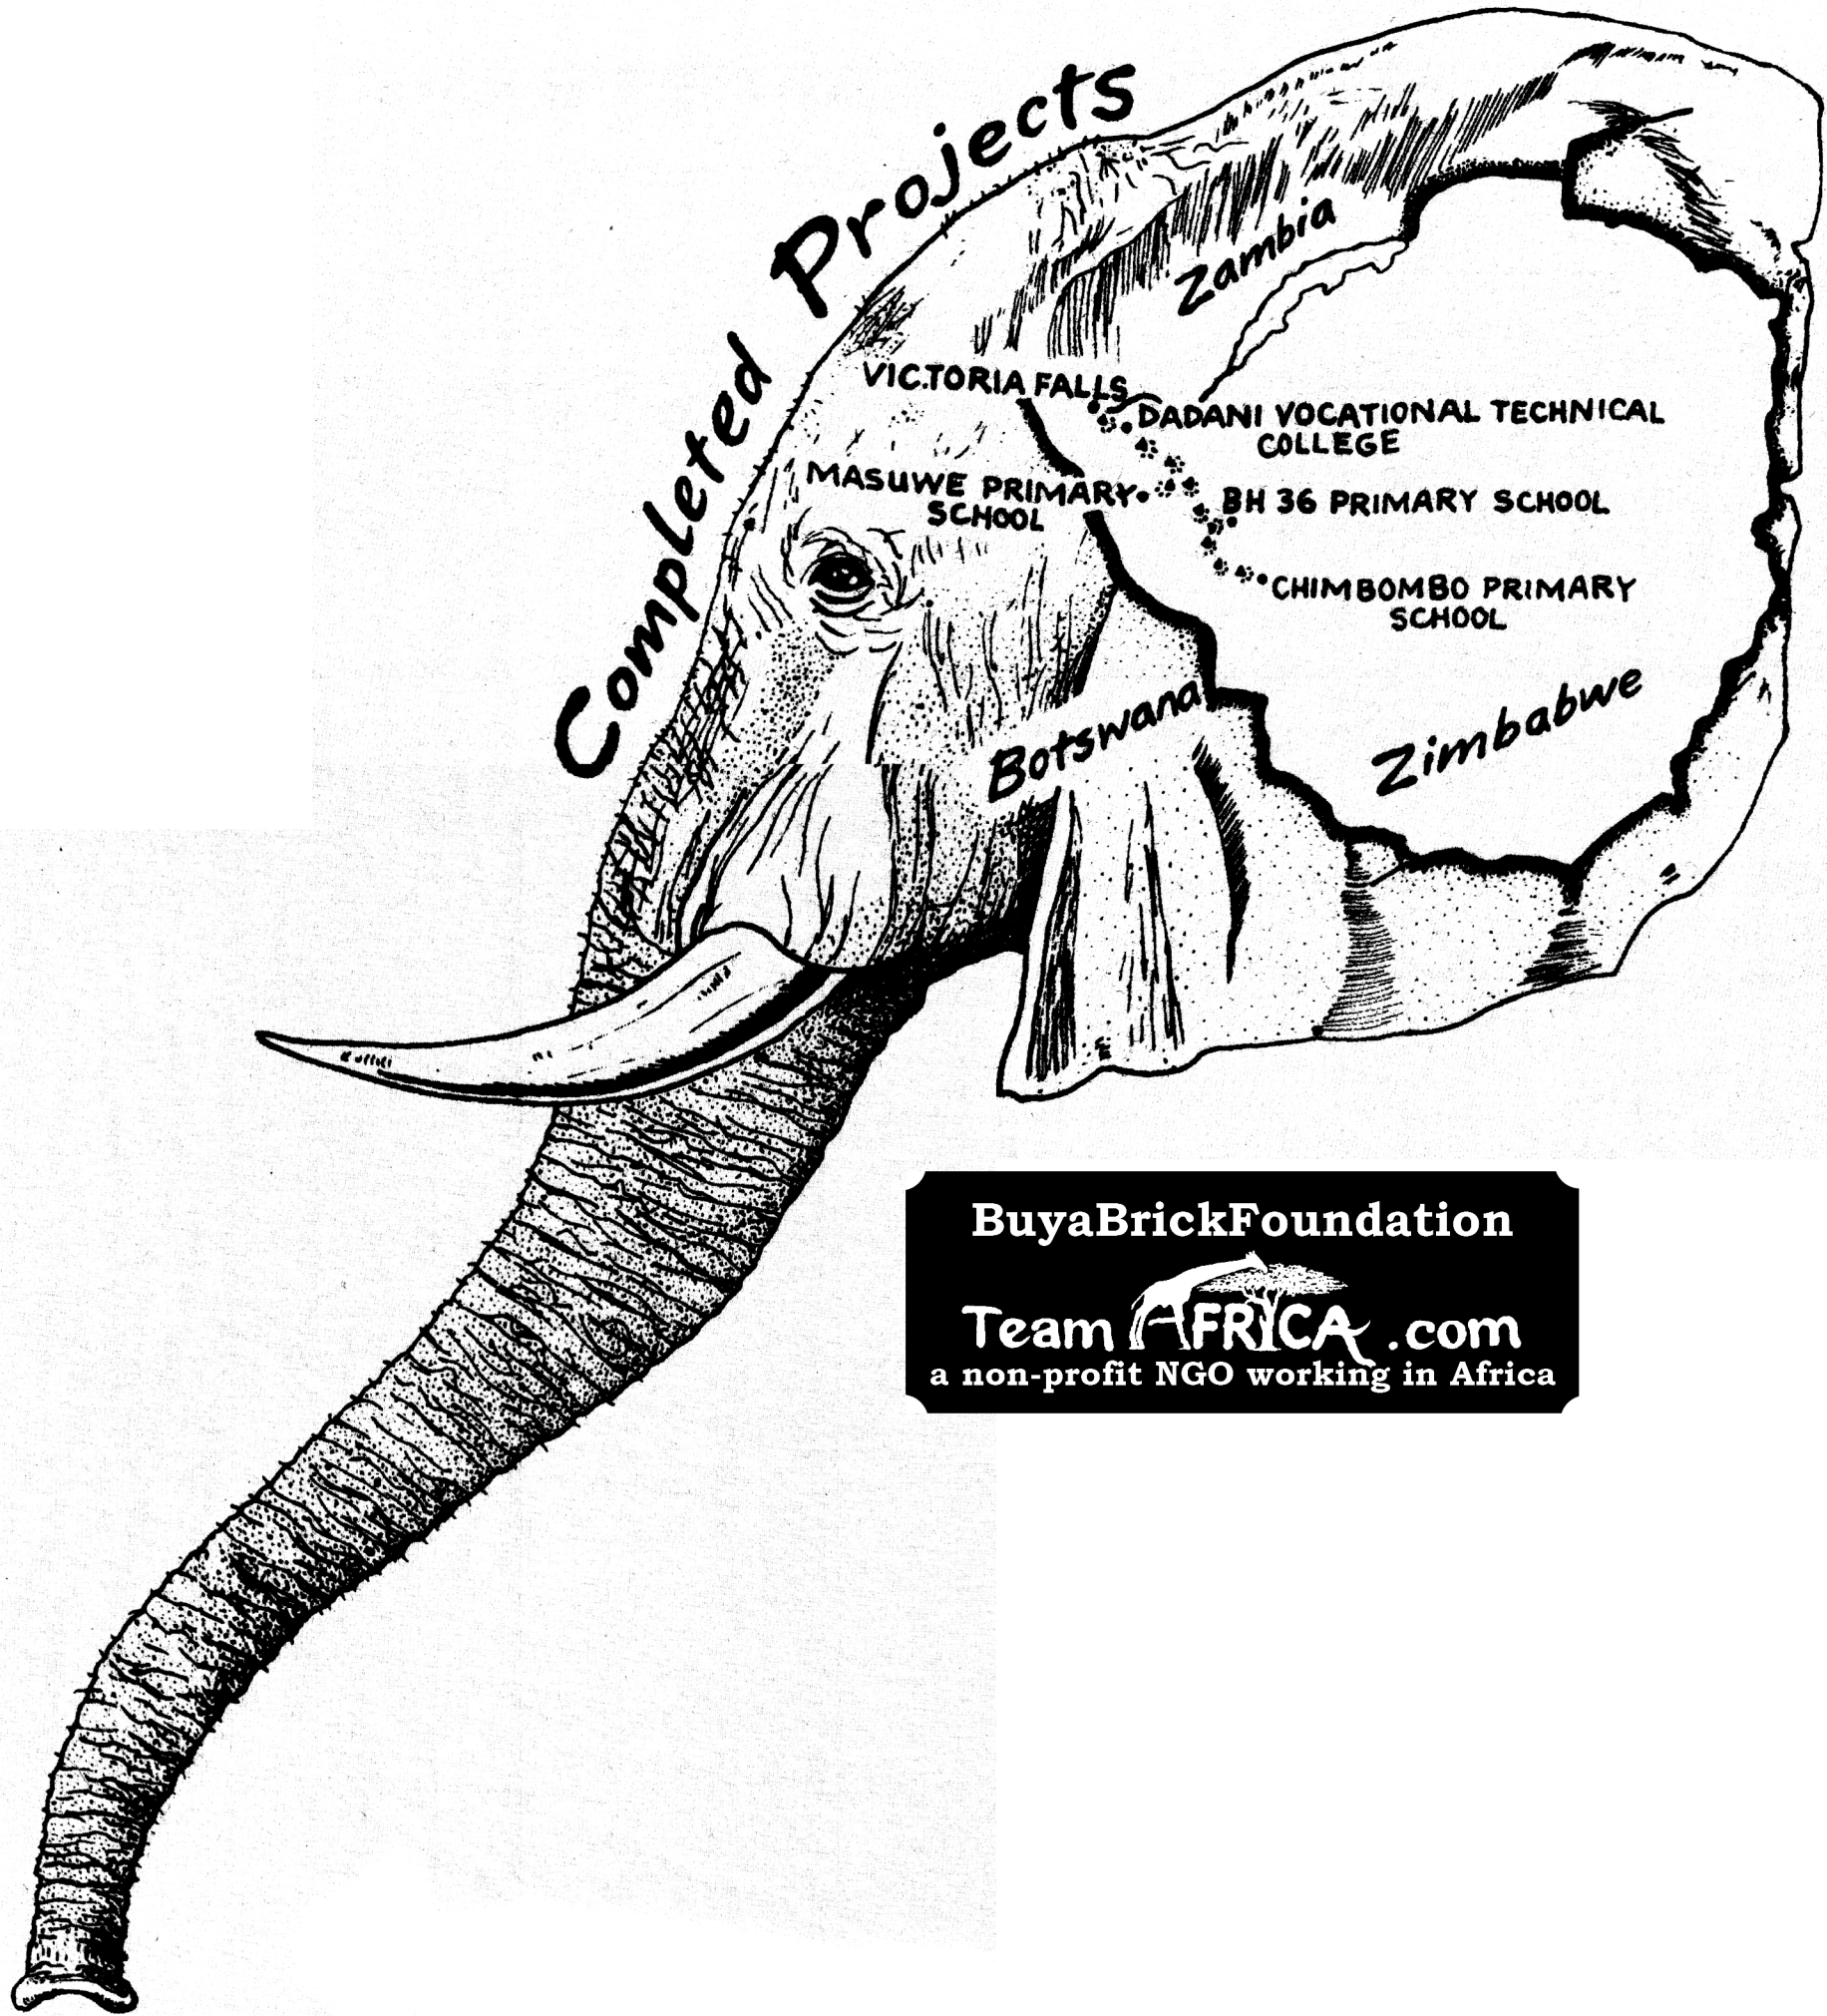 Completed Projects
Zambia
VICTORIA FALLS
DADANI VOCATIONAL TECHNICAL
COLLEGE
MASUWE PRIMARY
SCHOOL
BH 36 PRIMARY SCHOOL
CHIMBOMBO PRIMARY
SCHOOL
Botswana
Zimbabwe
BuyaBrickFoundation
Team AFRICA .com
a non-profit NGO working in Africa